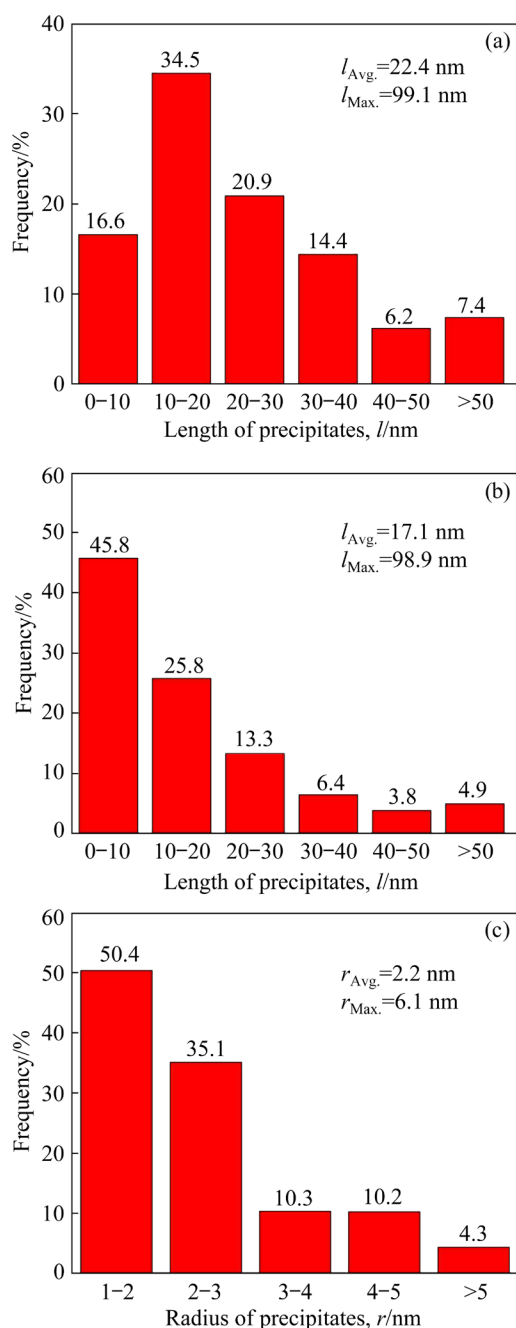 (a)
l Avg.=22.4 nm
l Max.=99.1 nm
Frequency/%
40
30
20
10
0
16.6
34.5
20.9
14.4
6.2
7.4
0−10 10−20 20−30 30−40 40−50 >50
Length of precipitates, l/nm
(b)
l Avg.=17.1 nm
l Max.=98.9 nm
Frequency/%
60
50
40
30
20
10
0
45.8
25.8
13.3
6.4
3.8
4.9
0−10 10−20 20−30 30−40 40−50 >50
Length of precipitates, l/nm
(c)
r Avg.=2.2 nm
r Max.=6.1 nm
Frequency/%
60
50
40
30
20
10
0
50.4
35.1
10.3
10.2
4.3
1−2 2−3 3−4 4−5 >5
Radius of precipitates, r/nm